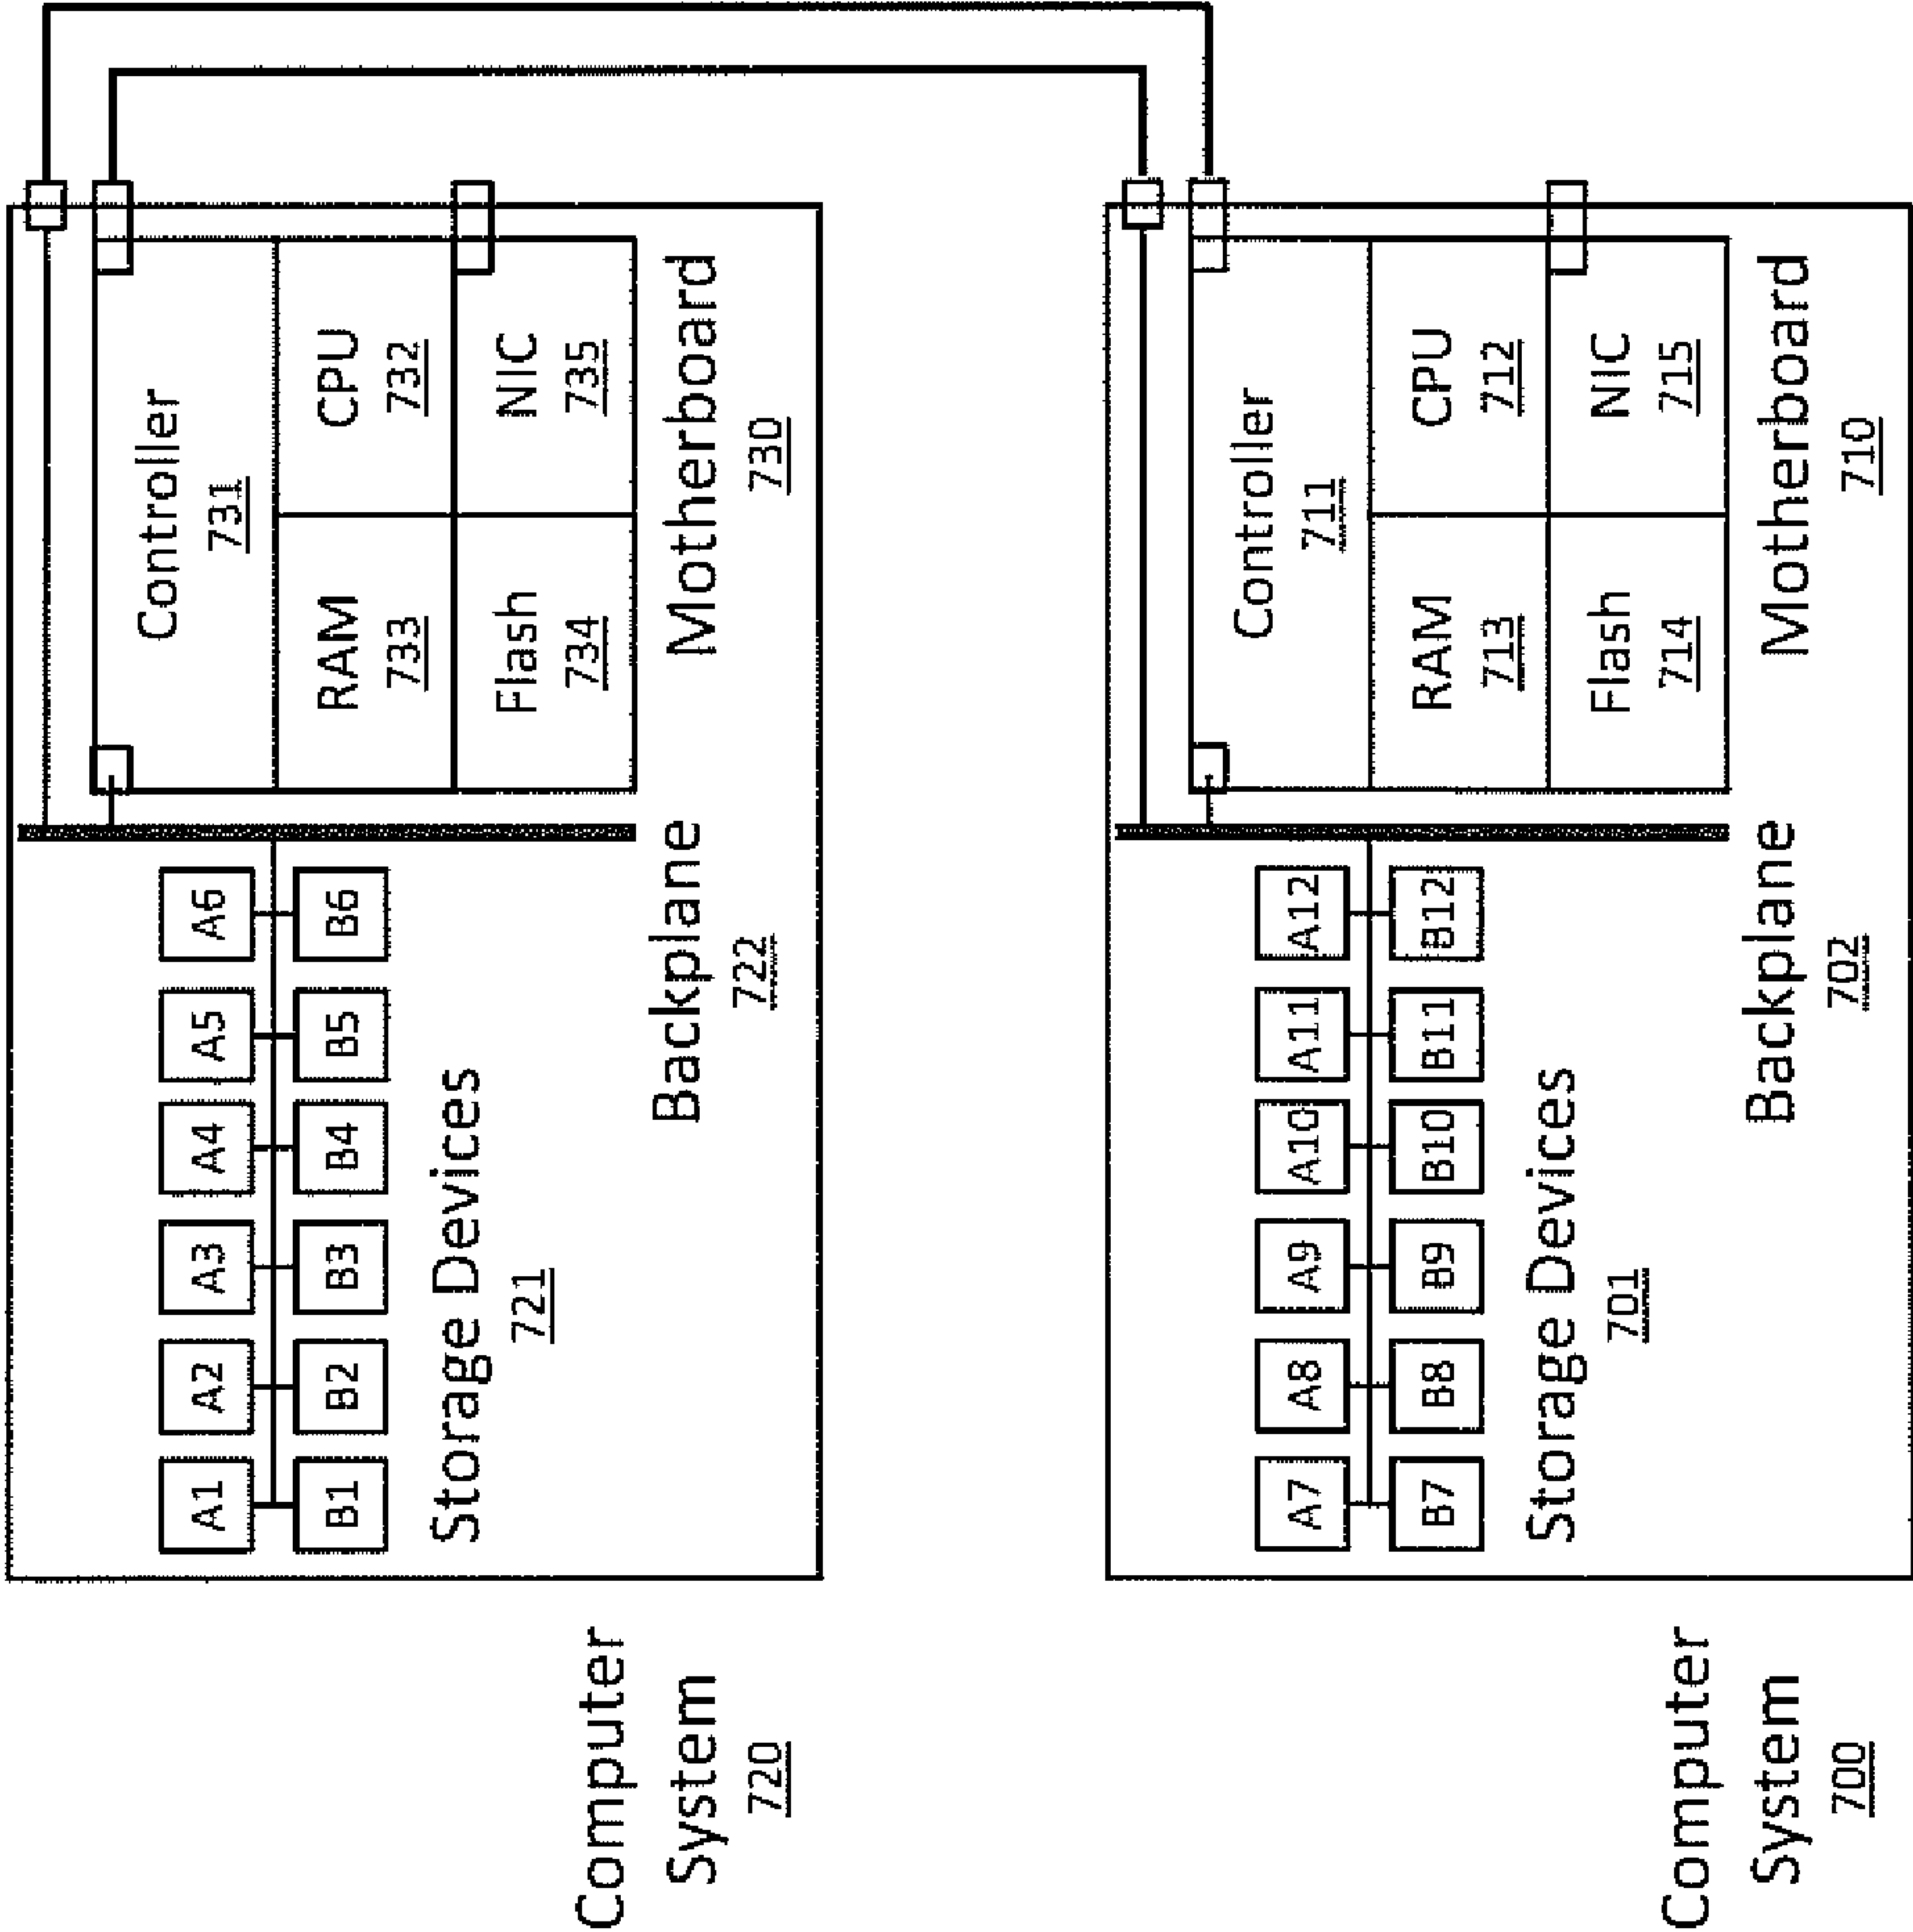 Computer
System
720
A1
A2
A3
A4
A5
A6
B1
B2
B3
B4
B5
B6
Storage Devices
721
Backplane
722
Controller
731
RAM
733
CPU
732
Flash
734
NIC
735
Motherboard
730
Computer
System
700
A7
A8
A9
A10
A11
A12
B7
B8
B9
B10
B11
B12
Storage Devices
701
Backplane
702
Controller
711
RAM
713
CPU
712
Flash
714
NIC
715
Motherboard
710